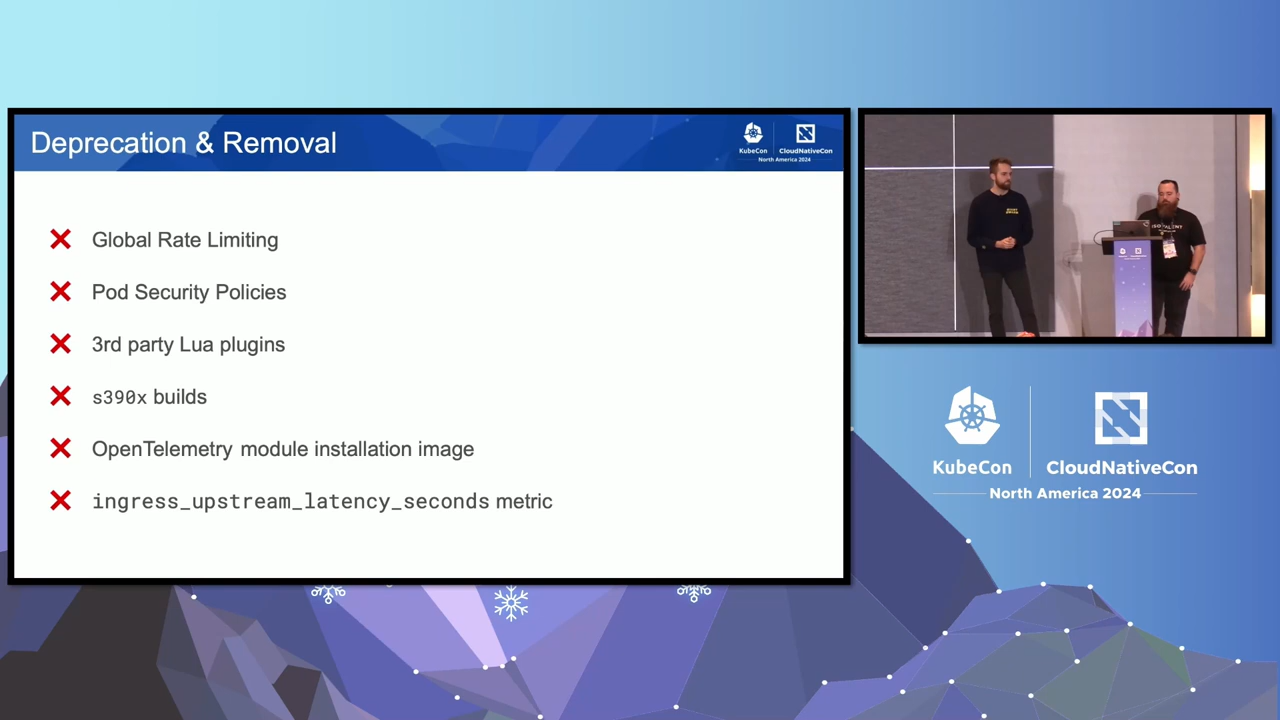 Deprecation & Removal
KubeCon
CloudNativeCon
North America 2024
Global Rate Limiting
Pod Security Policies
3rd party Lua plugins
s390x builds
OpenTelemetry module installation image
ingress_upstream_latency_seconds metric
KubeCon
CloudNativeCon
North America 2024